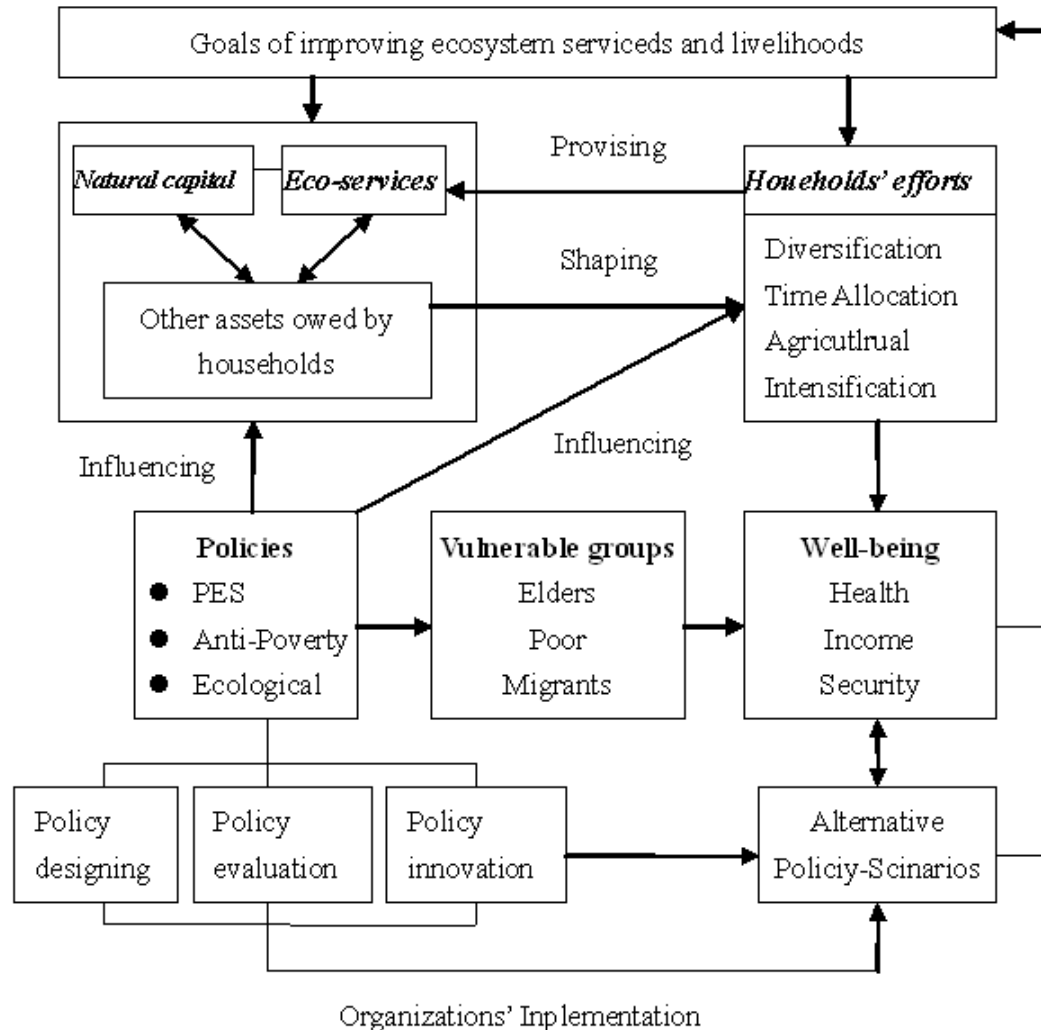 Goals of improving ecosystem serviceds and livelihoods
Provising
Natural capital
Eco-services
Houeholds’ efforts
Diversification
Time Allocation
Agricutlrual
Intensification
Shaping
Other assets owed by
households
Influencing
Influencing
Policies
● PES
● Anti-Poverty
● Ecological
Vulnerable groups
Elders
Poor
Migrants
Well-being
Health
Income
Security
Policy
designing
Policy
evaluation
Policy
innovation
Alternative
Policiy-Scinarios
Organizations’ Inplementation